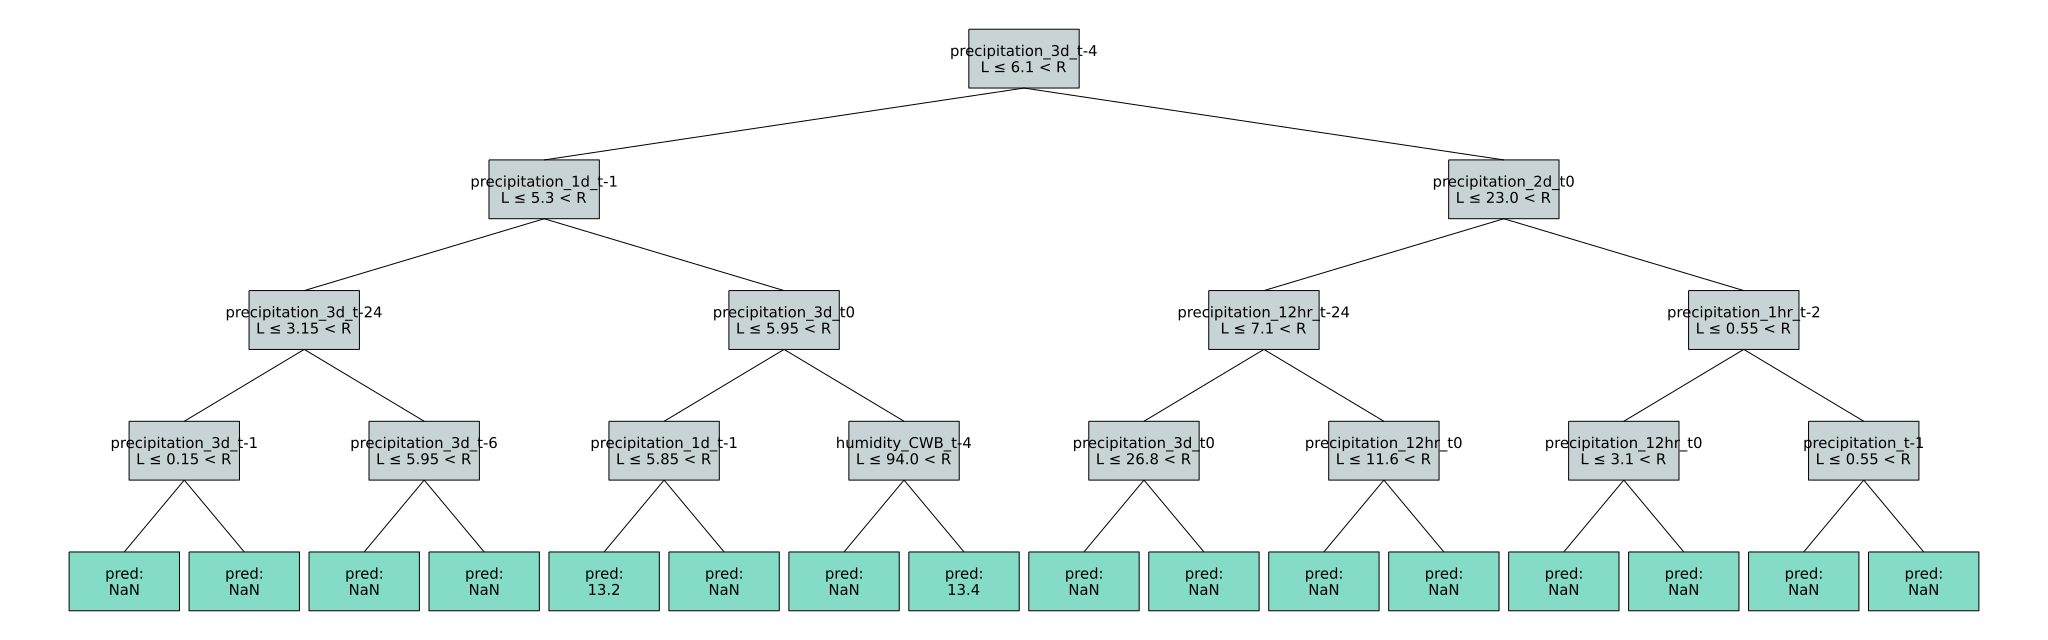 precipitation_3d_t-4
L ≤ 6.1 < R
precipitation_1d_t-1
L ≤ 5.3 < R
precipitation_2d_t0
L ≤ 23.0 < R
precipitation_3d_t-24
L ≤ 3.15 < R
precipitation_3d_t0
L ≤ 5.95 < R
precipitation_12hr_t-24
L ≤ 7.1 < R
precipitation_1hr_t-2
L ≤ 0.55 < R
precipitation_3d_t-1
L ≤ 0.15 < R
precipitation_3d_t-6
L ≤ 5.95 < R
precipitation_1d_t-1
L ≤ 5.85 < R
humidity_CWB_t-4
L ≤ 94.0 < R
precipitation_3d_t0
L ≤ 26.8 < R
precipitation_12hr_t0
L ≤ 11.6 < R
precipitation_12hr_t0
L ≤ 3.1 < R
precipitation_t-1
L ≤ 0.55 < R
pred:
NaN
pred:
NaN
pred:
NaN
pred:
NaN
pred:
13.2
pred:
NaN
pred:
NaN
pred:
13.4
pred:
NaN
pred:
NaN
pred:
NaN
pred:
NaN
pred:
NaN
pred:
NaN
pred:
NaN
pred:
NaN